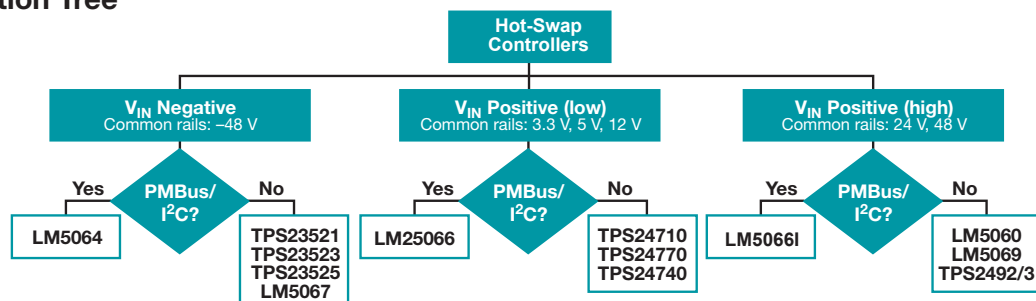 Hot-Swap
Controllers
VIN Negative
Common rails: –48 V
VIN Positive (low)
Common rails: 3.3 V, 5 V, 12 V
VIN Positive (high)
Common rails: 24 V, 48 V
Yes
PMBus/
I²C?
No
LM5064
TPS23521
TPS23523
TPS23525
LM5067
Yes
PMBus/
I²C?
No
LM25066
TPS24710
TPS24770
TPS24740
Yes
PMBus/
I²C?
No
LM5066I
LM5060
LM5069
TPS2492/3